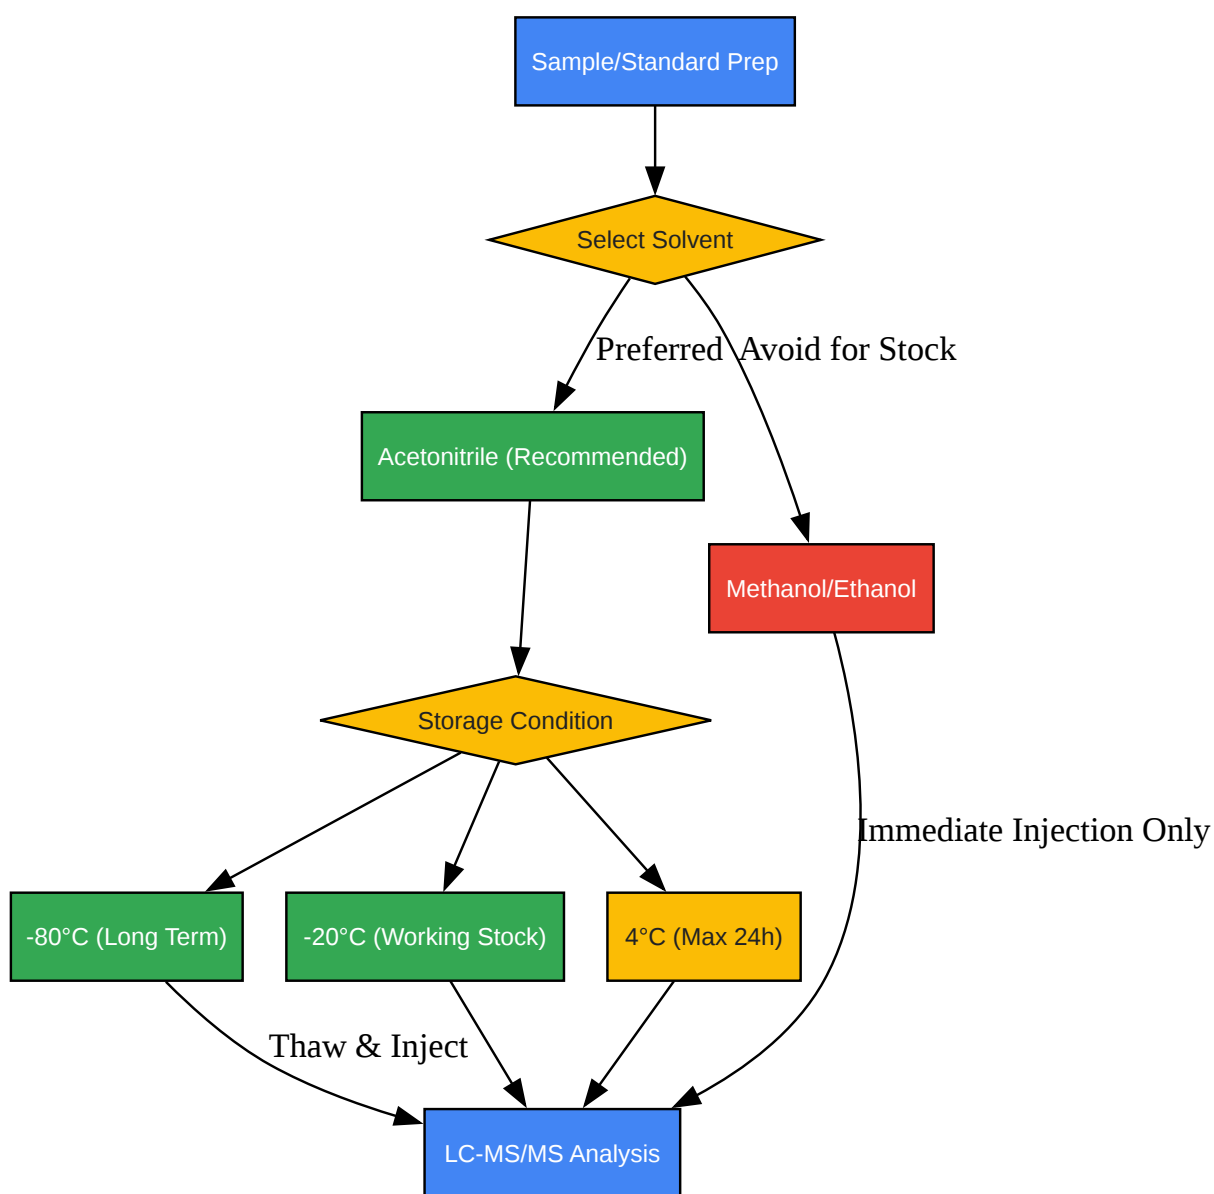 Sample/Standard Prep
Select Solvent
Preferred
Avoid for Stock
Acetonitrile (Recommended)
Methanol/Ethanol
Storage Condition
Immediate Injection Only
-80°C (Long Term)
-20°C (Working Stock)
4°C (Max 24h)
Thaw & Inject
LC-MS/MS Analysis